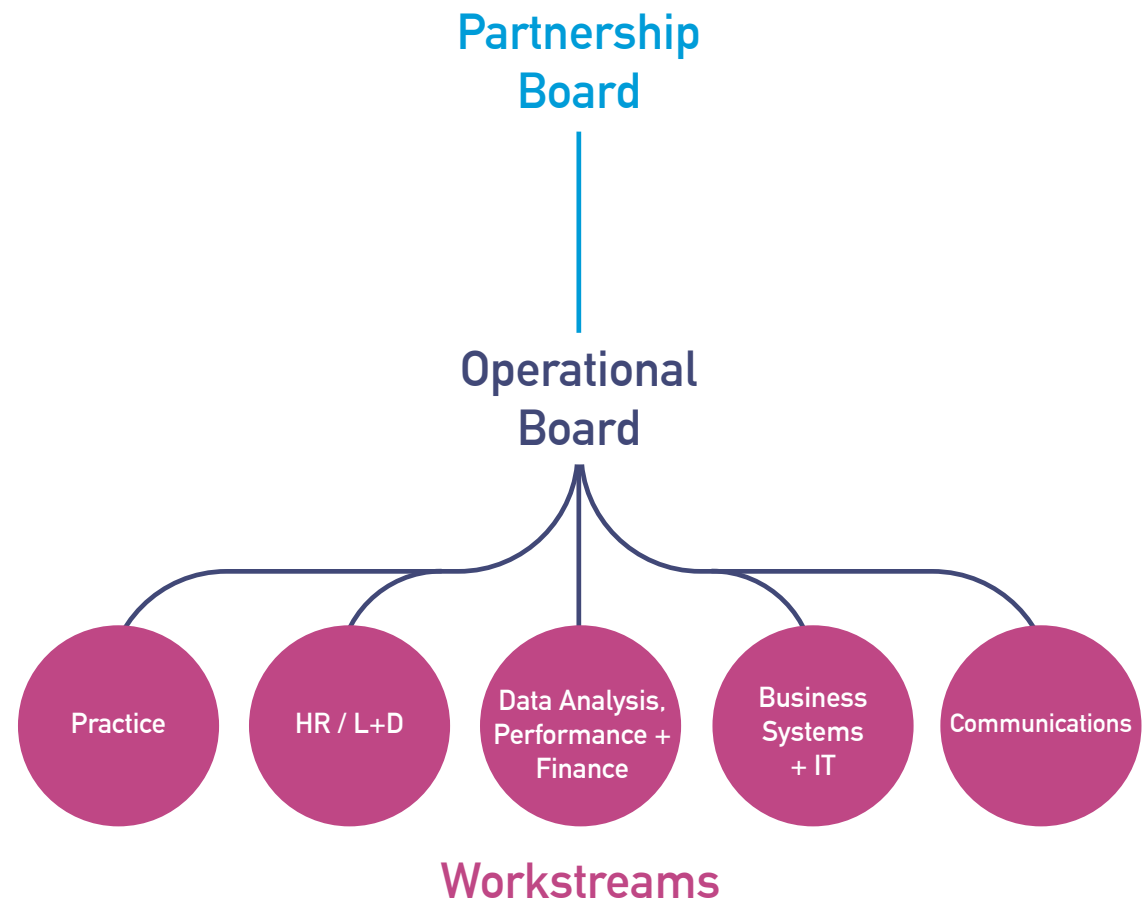 Partnership
Board
Operational
Board
Practice
HR / L+D
Data Analysis,
Performance +
Finance
Business
Systems
+ IT
Communications
Workstreams